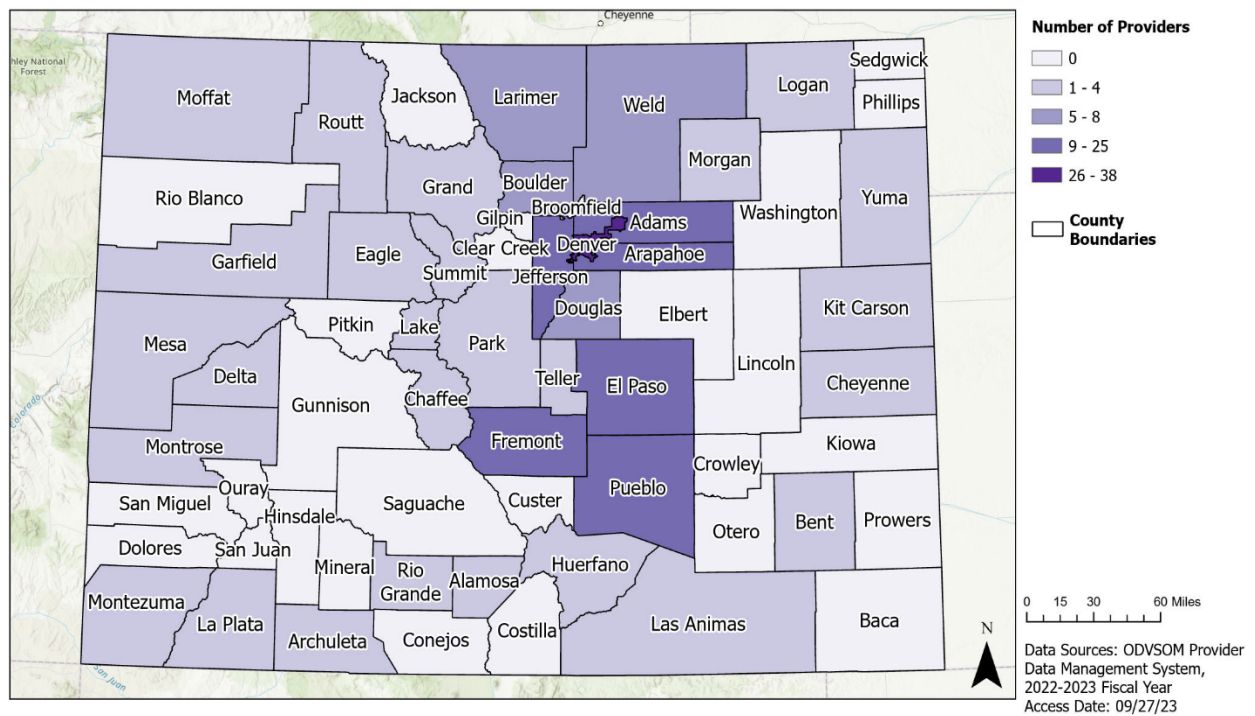 Cheyenne
hley National
Forest
Moffat
Routt
Jackson
Larimer
Weld
Logan
Sedgwick
Phillips
Morgan
Rio Blanco
Grand
Boulder
Broomfield
Gilpin
Adams
Washington
Yuma
Garfield
Eagle
Summit
Clear Creek
Denver
Arapahoe
Jefferson
Douglas
Elbert
Kit Carson
Mesa
Pitkin
Lake
Park
Lincoln
Delta
Gunnison
Chaffee
Teller
El Paso
Cheyenne
Colorado
Montrose
Fremont
Kiowa
Crowley
Ouray
San Miguel
Hinsdale
Saguache
Custer
Pueblo
Otero
Bent
Prowers
Dolores
San Juan
Mineral
Rio
Grande
Alamosa
Huerfano
Montezuma
La Plata
Archuleta
Conejos
Costilla
Las Animas
Baca
San Juan
N
Number of Providers
0
1 - 4
5 - 8
9 - 25
26 - 38
County
Boundaries
0 15 30 60 Miles
Data Sources: ODVSOM Provider
Data Management System,
2022-2023 Fiscal Year
Access Date: 09/27/23